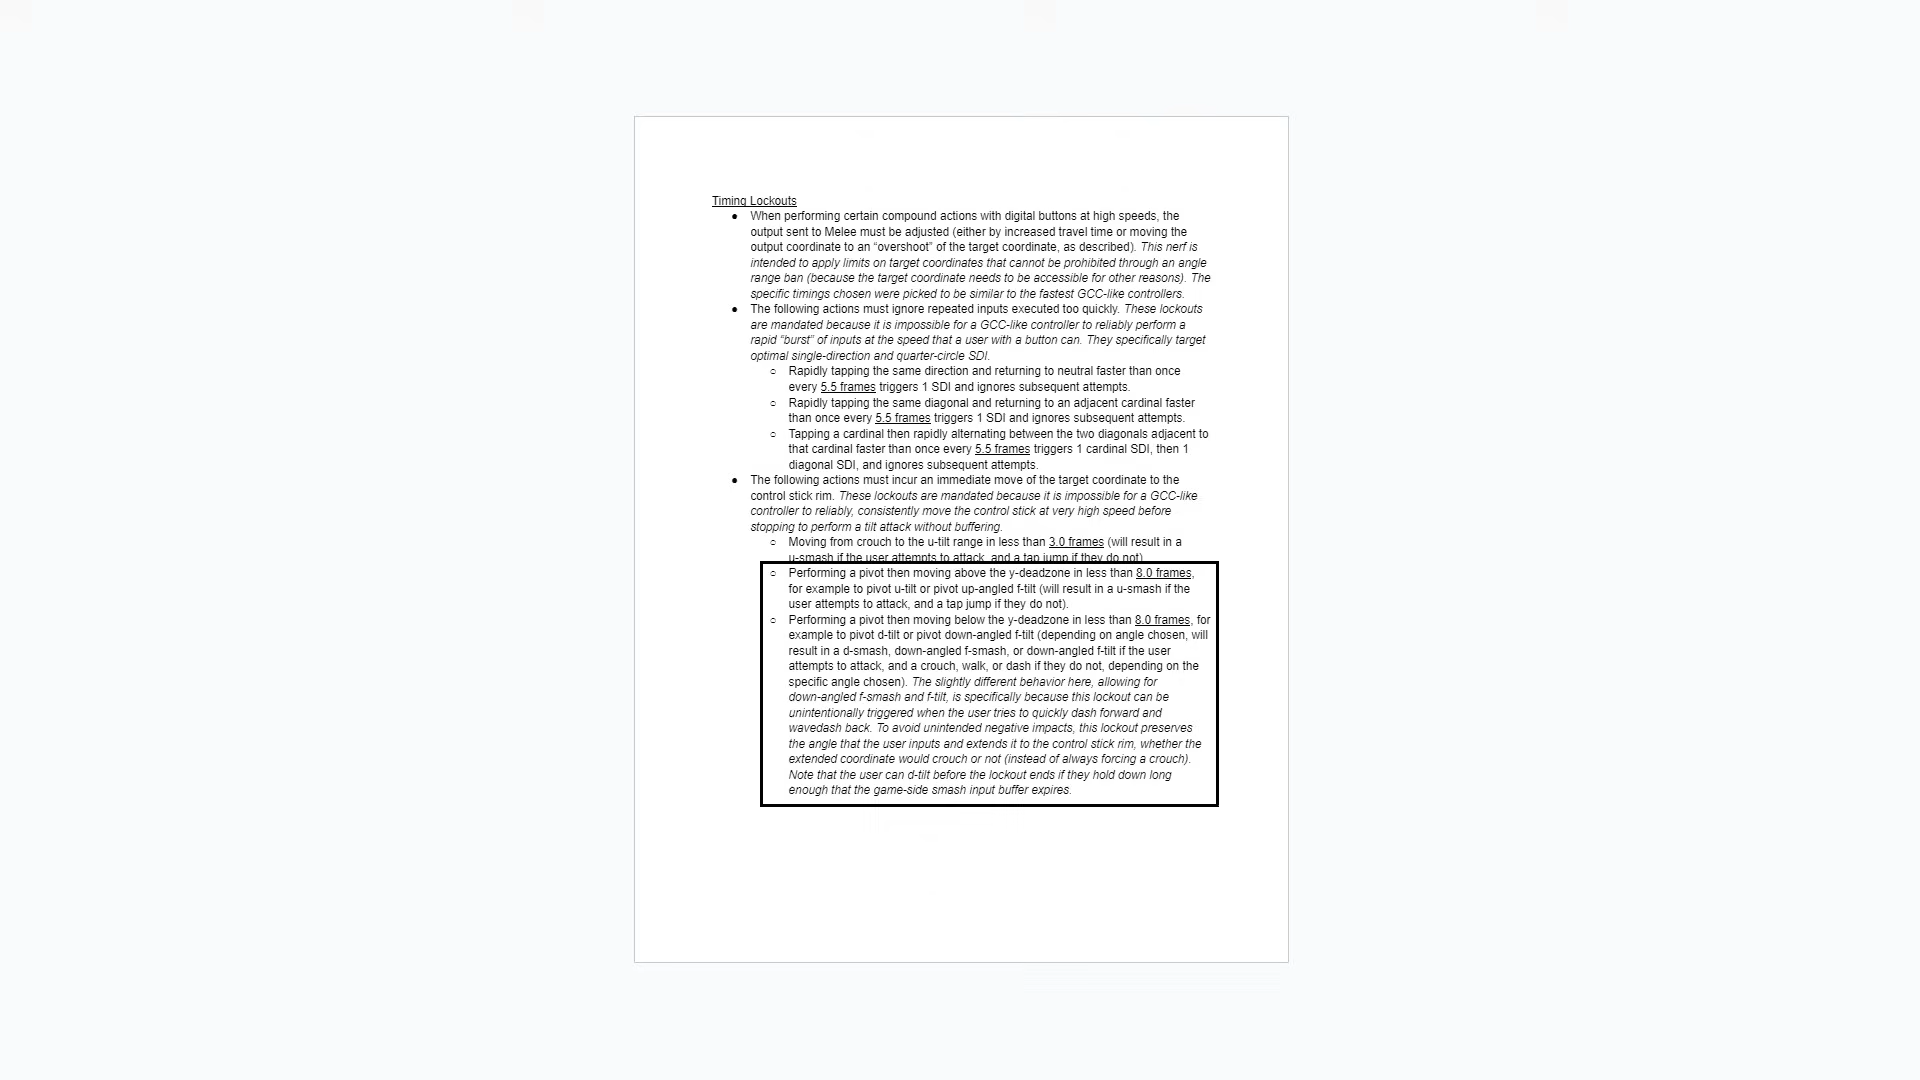 Timing Lockouts
● When performing certain compound actions with digital buttons at high speeds, the
output sent to Melee must be adjusted (either by increased travel time or moving the
output coordinate to an “overshoot” of the target coordinate, as described). This nerf is
intended to apply limits on target coordinates that cannot be prohibited through an angle
range ban (because the target coordinate needs to be accessible for other reasons). The
specific timings chosen were picked to be similar to the fastest GCC-like controllers.
● The following actions must ignore repeated inputs executed too quickly. These lockouts
are mandated because it is impossible for a GCC-like controller to reliably perform a
rapid “burst” of inputs at the speed that a user with a button can. They specifically target
optimal single-direction and quarter-circle SDI.
○ Rapidly tapping the same direction and returning to neutral faster than once
every 5.5 frames triggers 1 SDI and ignores subsequent attempts.
○ Rapidly tapping the same diagonal and returning to an adjacent cardinal faster
than once every 5.5 frames triggers 1 SDI and ignores subsequent attempts.
○ Tapping a cardinal then rapidly alternating between the two diagonals adjacent to
that cardinal faster than once every 5.5 frames triggers 1 cardinal SDI, then 1
diagonal SDI, and ignores subsequent attempts.
● The following actions must incur an immediate move of the target coordinate to the
control stick rim. These lockouts are mandated because it is impossible for a GCC-like
controller to reliably, consistently move the control stick at very high speed before
stopping to perform a tilt attack without buffering.
○ Moving from crouch to the u-tilt range in less than 3.0 frames (will result in a
u-smash if the user attempts to attack, and a tap jump if they do not)
○ Performing a pivot then moving above the y-deadzone in less than 8.0 frames,
for example to pivot u-tilt or pivot up-angled f-tilt (will result in a u-smash if the
user attempts to attack, and a tap jump if they do not).
○ Performing a pivot then moving below the y-deadzone in less than 8.0 frames, for
example to pivot d-tilt or pivot down-angled f-tilt (depending on angle chosen, will
result in a d-smash, down-angled f-smash, or down-angled f-tilt if the user
attempts to attack, and a crouch, walk, or dash if they do not, depending on the
specific angle chosen). The slightly different behavior here, allowing for
down-angled f-smash and f-tilt, is specifically because this lockout can be
unintentionally triggered when the user tries to quickly dash forward and
wavedash back. To avoid unintended negative impacts, this lockout preserves
the angle that the user inputs and extends it to the control stick rim, whether the
extended coordinate would crouch or not (instead of always forcing a crouch).
Note that the user can d-tilt before the lockout ends if they hold down long
enough that the game-side smash input buffer expires.